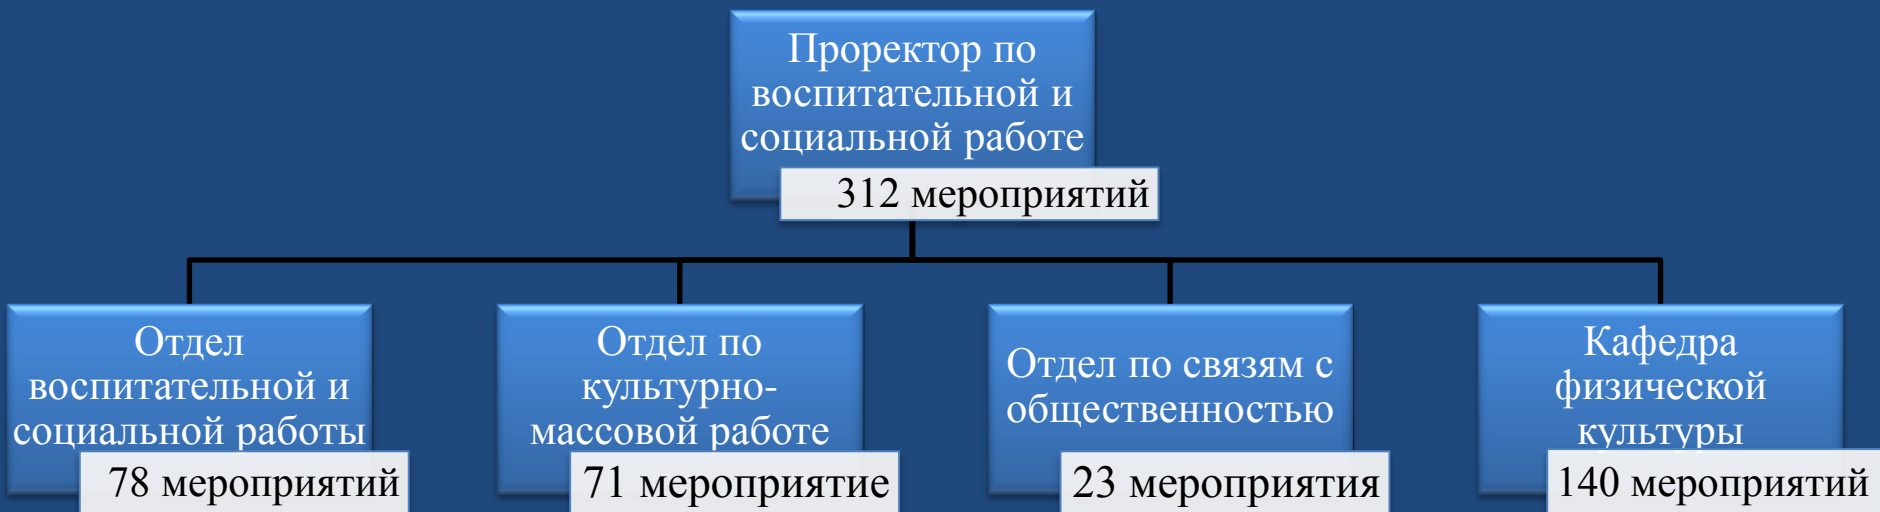 Проректор по
воспитательной и
социальной работе
312 мероприятий
Отдел
воспитательной и
социальной работы
78 мероприятий
Отдел по
культурно-
массовой работе
71 мероприятие
Отдел по связям с
общественностью
23 мероприятия
Кафедра
физической
культуры
140 мероприятий